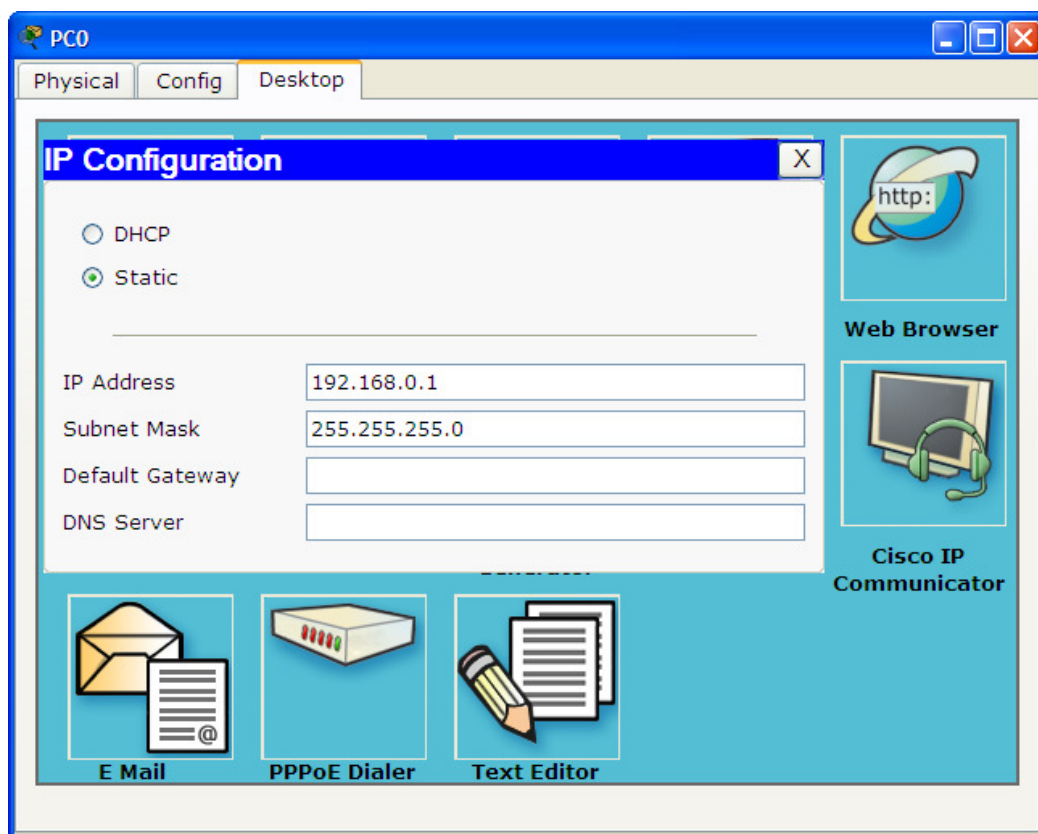 PC0
Physical Config Desktop
IP Configuration X
DHCP
Static
IP Address 192.168.0.1
Subnet Mask 255.255.255.0
Default Gateway
DNS Server
http:
Web Browser
Cisco IP
Communicator
@
E Mail PPPoE Dialer Text Editor